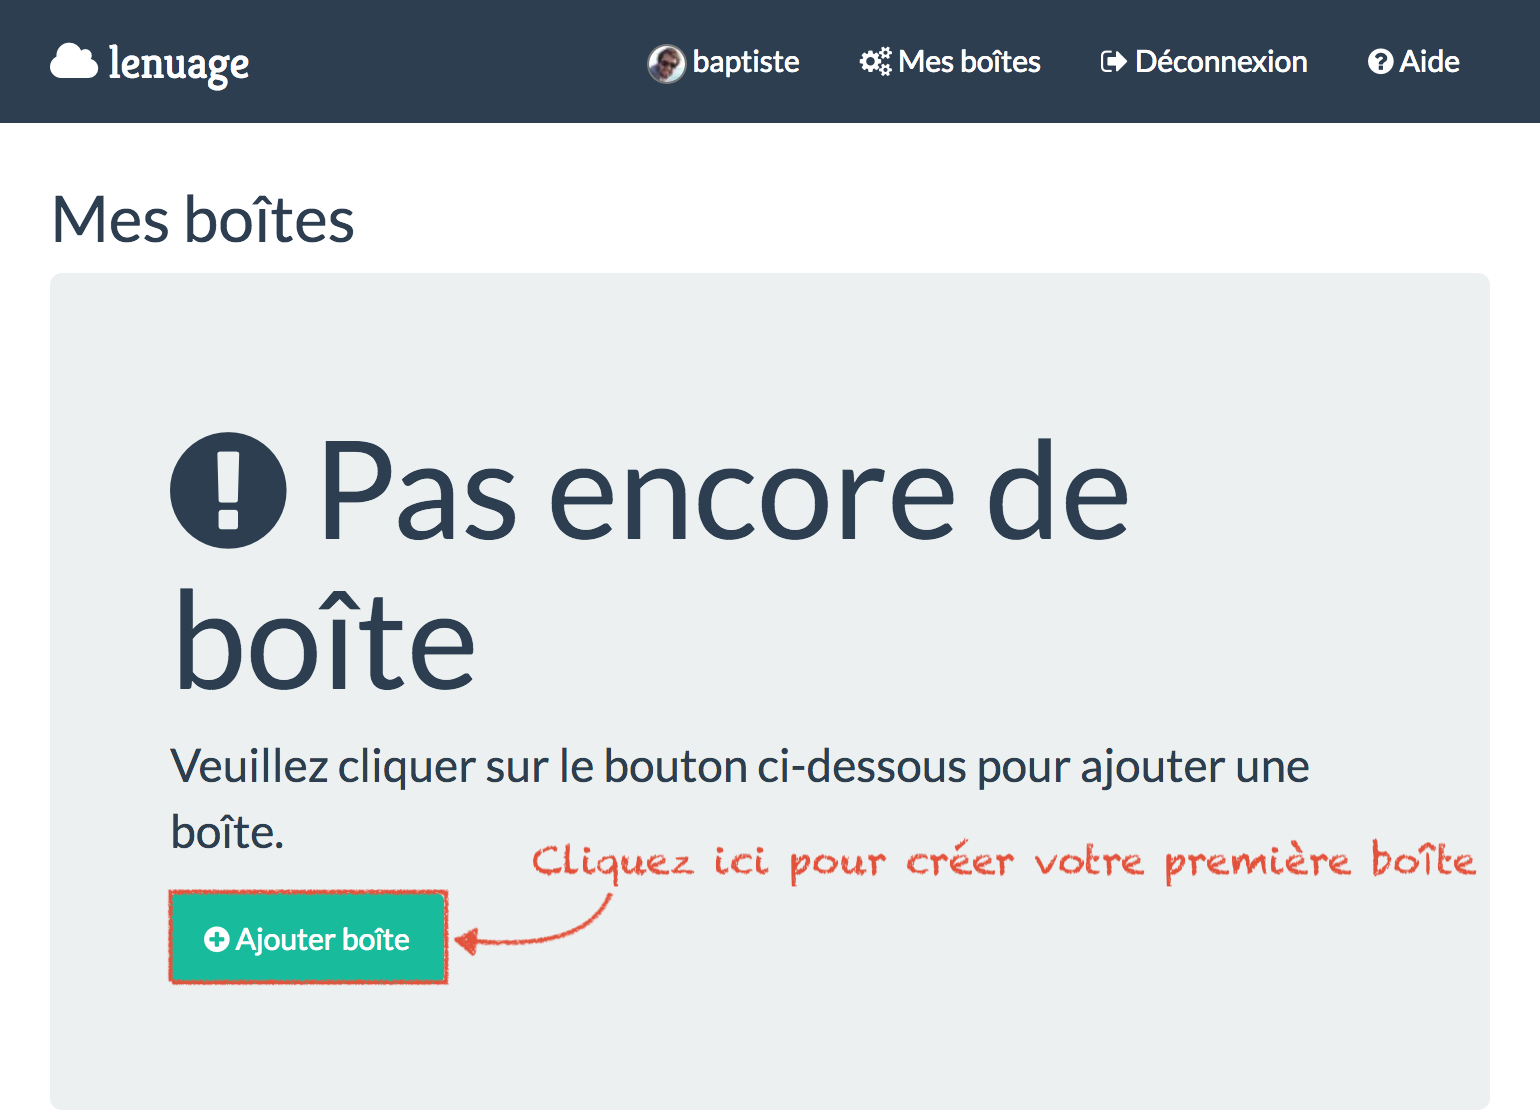 lenuage
baptiste
Mes boîtes
Déconnexion
Aide
Mes boîtes
Pas encore de
boîte
Veuillez cliquer sur le bouton ci-dessous pour ajouter une
boîte.
Cliquez ici pour créer votre première boîte
Ajouter boîte